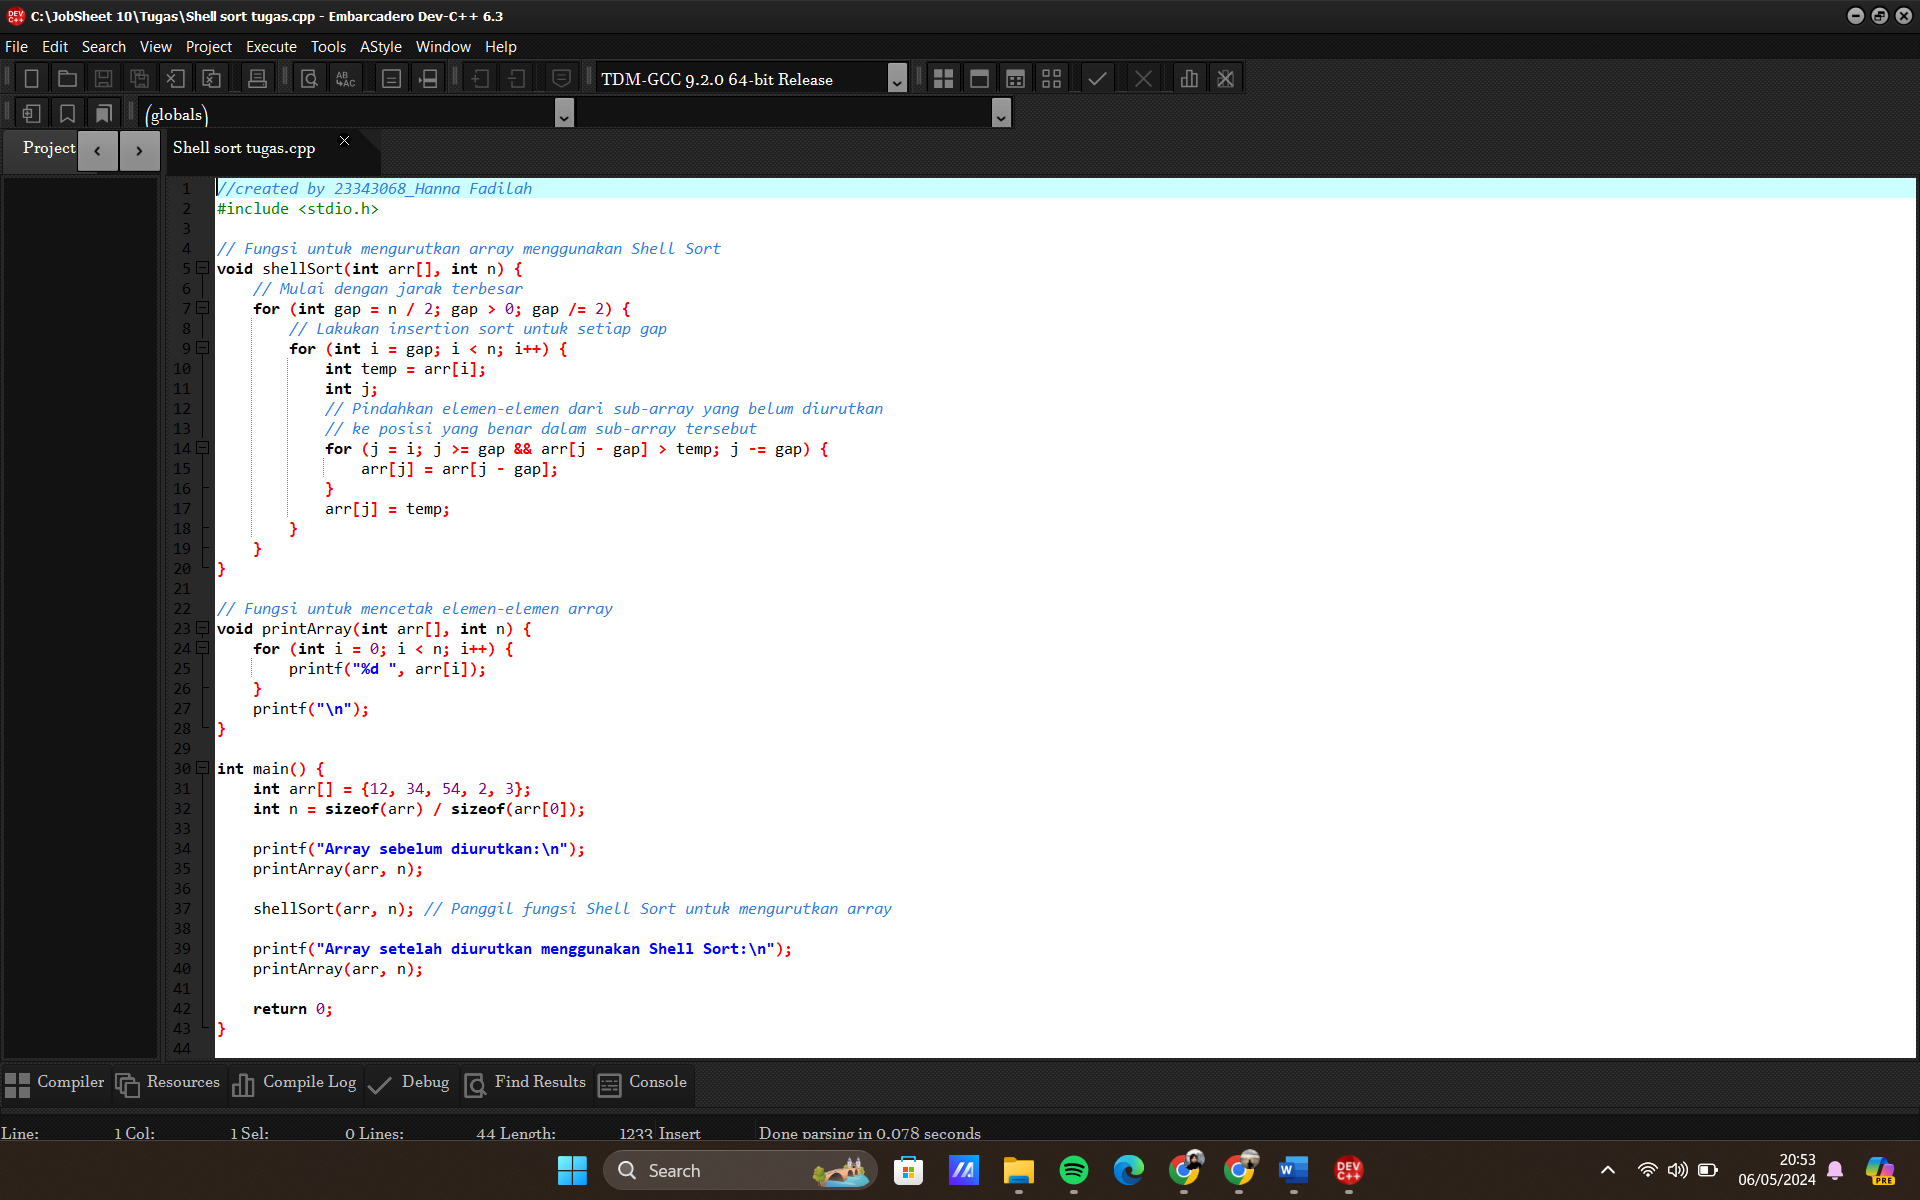 C:\JobSheet 10\Tugas\Shell sort tugas.cpp - Embarcadero Dev-C++ 6.3
File Edit Search View Project Execute Tools AStyle Window Help
TDM-GCC 9.2.0 64-bit Release
(globals)
Project Shell sort tugas.cpp
1 //created by 23343068_Hanna Fadilah
2 #include <stdio.h>
3
4 // Fungsi untuk mengurutkan array menggunakan Shell Sort
5 void shellSort(int arr[], int n) {
6     // Mulai dengan jarak terbesar
7     for (int gap = n / 2; gap > 0; gap /= 2) {
8         // Lakukan insertion sort untuk setiap gap
9         for (int i = gap; i < n; i++) {
10             int temp = arr[i];
11             int j;
12             // Pindahkan elemen-elemen dari sub-array yang belum diurutkan
13             // ke posisi yang benar dalam sub-array tersebut
14             for (j = i; j >= gap && arr[j - gap] > temp; j -= gap) {
15                 arr[j] = arr[j - gap];
16             }
17             arr[j] = temp;
18         }
19     }
20 }
21
22 // Fungsi untuk mencetak elemen-elemen array
23 void printArray(int arr[], int n) {
24     for (int i = 0; i < n; i++) {
25         printf("%d ", arr[i]);
26     }
27     printf("\n");
28 }
29
30 int main() {
31     int arr[] = {12, 34, 54, 2, 3};
32     int n = sizeof(arr) / sizeof(arr[0]);
33
34     printf("Array sebelum diurutkan:\n");
35     printArray(arr, n);
36
37     shellSort(arr, n); // Panggil fungsi Shell Sort untuk mengurutkan array
38
39     printf("Array setelah diurutkan menggunakan Shell Sort:\n");
40     printArray(arr, n);
41
42     return 0;
43 }
44
Compiler Resources Compile Log Debug Find Results Console
Line: 1 Col: 1 Sel: 0 Lines: 44 Length: 1233 Insert Done parsing in 0.078 seconds
Search
20:53
06/05/2024